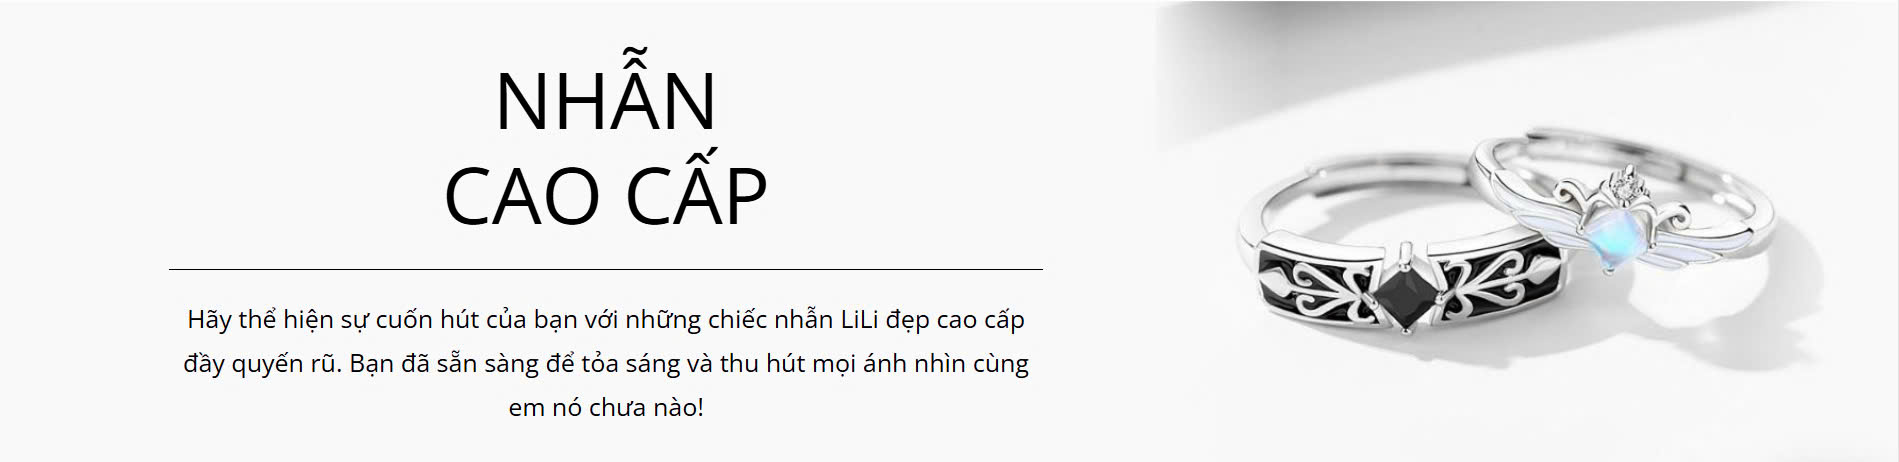 NHẪN
CAO CẤP
Hãy thể hiện sự cuốn hút của bạn với những chiếc nhẫn LiLi đẹp cao cấp
đầy quyến rũ. Bạn đã sẵn sàng để tỏa sáng và thu hút mọi ánh nhìn cùng
em nó chưa nào!